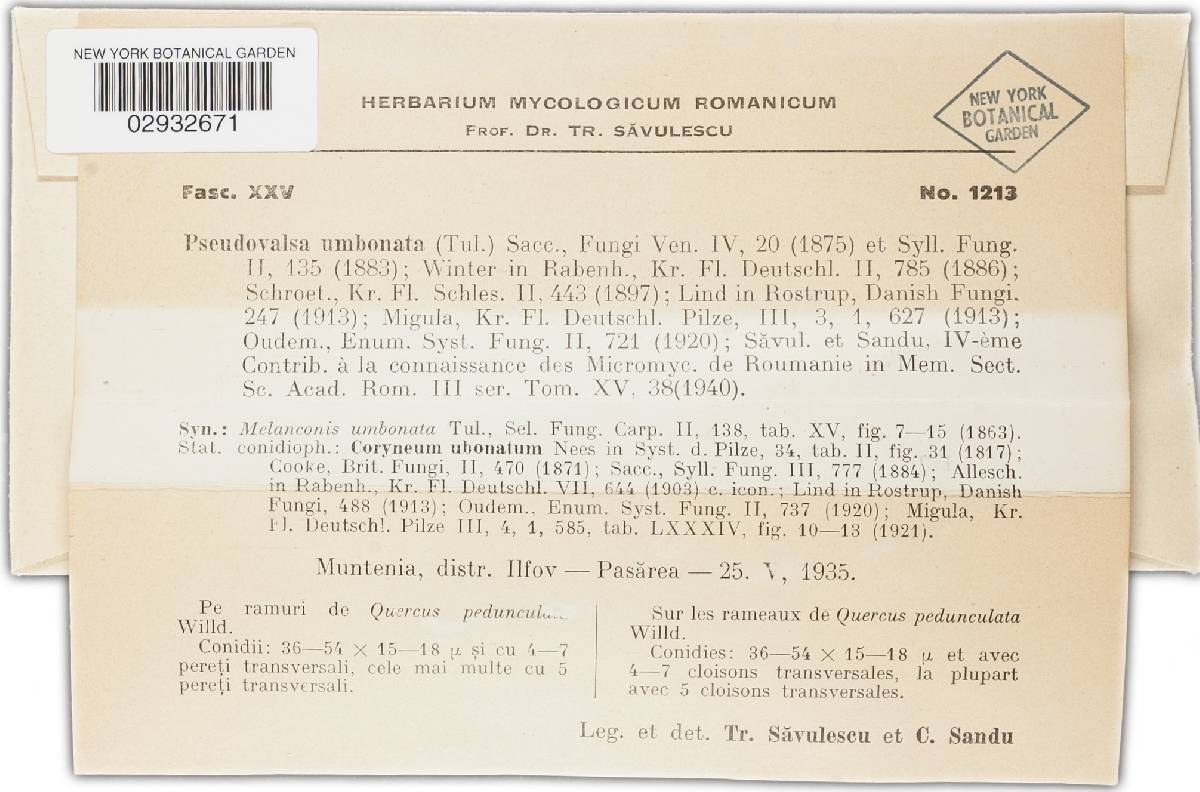 NEW YORK BOTANICAL GARDEN
02932671
HERBARIUM MYCOLOGICUM ROMANICUM
PROF. DR. TR. SĂVULESCU
NEW YORK
BOTANICAL
GARDEN
Fasc. XXV No. 1213
Pseudovalsa umbonata (Tul.) Sacc., Fungi Ven. IV, 20 (1875) et Syll. Fung.
II, 135 (1883); Winter in Rabenh., Kr. Fl. Deutschl. II, 785 (1886);
Schroet., Kr. Fl. Schles. II, 443 (1897); Lind in Rostrup, Danish Fungi.
247 (1913); Migula, Kr. Fl. Deutschl. Pilze, III, 3, 1, 627 (1913);
Oudem., Enum. Syst. Fung. II, 721 (1920); Săvul. et Sandu, IV-ème
Contrib. à la connaissance des Micromyc. de Roumanie in Mem. Sect.
Sc. Acad. Rom. III ser. Tom. XV, 38(1940).
Syn.: Melanconis umbonata Tul., Sel. Fung. Carp. II, 138, tab. XV, fig. 7—15 (1863).
Stat. conidioph.: Coryneum ubonatum Nees in Syst. d. Pilze, 34, tab. II, fig. 31 (1817);
Cooke, Brit. Fungi, II, 470 (1871); Sacc., Syll. Fung. III, 777 (1884); Allesch.
in Rabenh., Kr. Fl. Deutschl. VII, 644 (1903) c. icon.; Lind in Rostrup, Danish
Fungi, 488 (1913); Oudem., Enum. Syst. Fung. II, 737 (1920); Migula, Kr.
Fl. Deutschl. Pilze III, 4, 1, 585, tab. LXXXIV, fig. 10—13 (1921).
Muntenia, distr. Ilfov — Pasărea — 25. V, 1935.
Pe ramuri de Quercus
Willd.
Conidii: 36—54 × 15—18 μ și cu 4—7
pereți transversali, cele mai multe cu 5
pereți transversali.
Sur les rameaux de Quercus pedunculata
Willd.
Conidies: 36—54 × 15—18 μ et avec
4—7 cloisons transversales, la plupart
avec 5 cloisons transversales.
Leg. et det. Tr. Săvulescu et C. Sandu